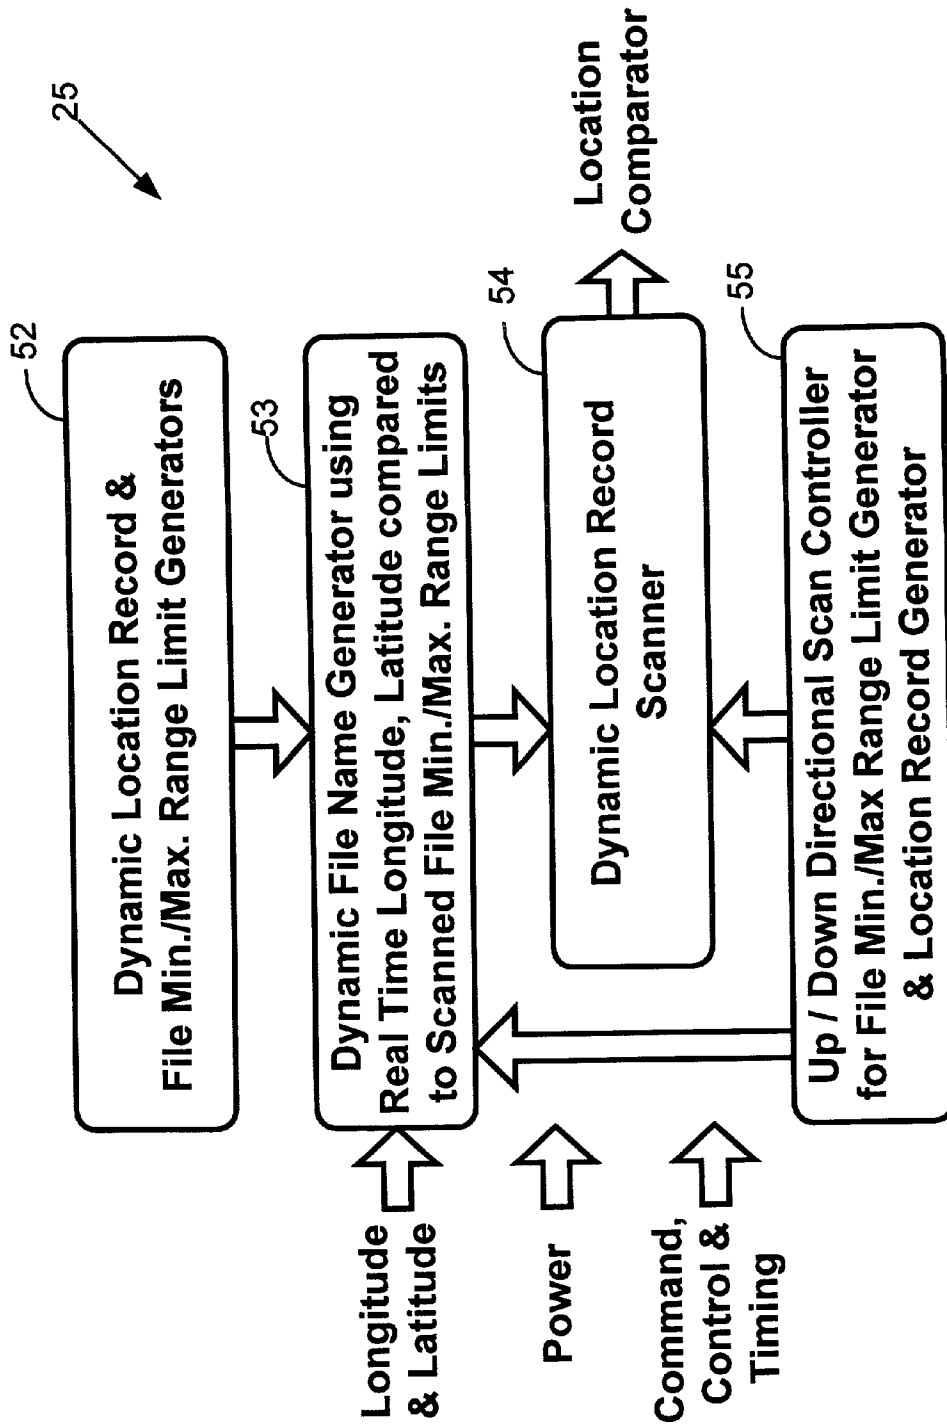 25
52
Dynamic Location Record &
File Min./Max. Range Limit Generators
53
Dynamic File Name Generator using
Real Time Longitude, Latitude compared
to Scanned File Min./Max. Range Limits
Longitude
& Latitude
54
Dynamic Location Record
Scanner
Location
Comparator
Power
55
Up / Down Directional Scan Controller
for File Min./Max Range Limit Generator
& Location Record Generator
Command,
Control &
Timing